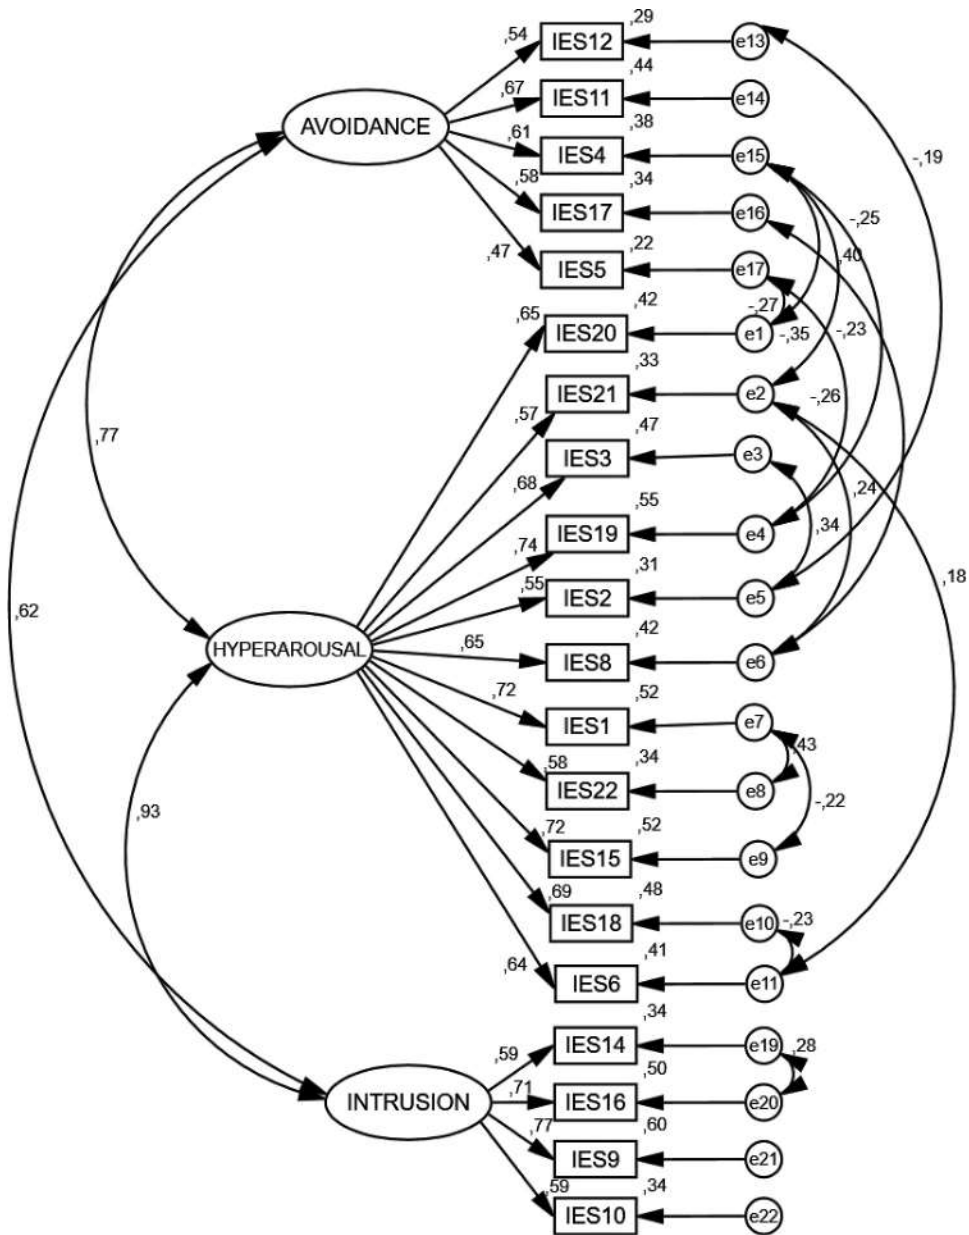 ,29
,54
IES12
e13
,44
,67
IES11
e14
AVOIDANCE
,38
,61
IES4
e15
-,19
,58
,34
IES17
e16
-,25
,40
,22
,47
IES5
e17
,42
-,27
,65
IES20
e1
-,35
-,23
,33
IES21
e2
-,26
,57
,47
,77
IES3
e3
,68
,24
,55
,34
IES19
e4
,74
,18
,31
,55
IES2
e5
,62
,42
HYPERAROUSAL
,65
IES8
e6
,52
,72
IES1
e7
,43
,34
,58
IES22
e8
-,22
,93
,52
,72
IES15
e9
,48
,69
IES18
e10
-,23
,41
,64
IES6
e11
,34
IES14
e19
,28
,59
,50
INTRUSION
,71
IES16
e20
,60
,77
IES9
e21
,34
,59
IES10
e22